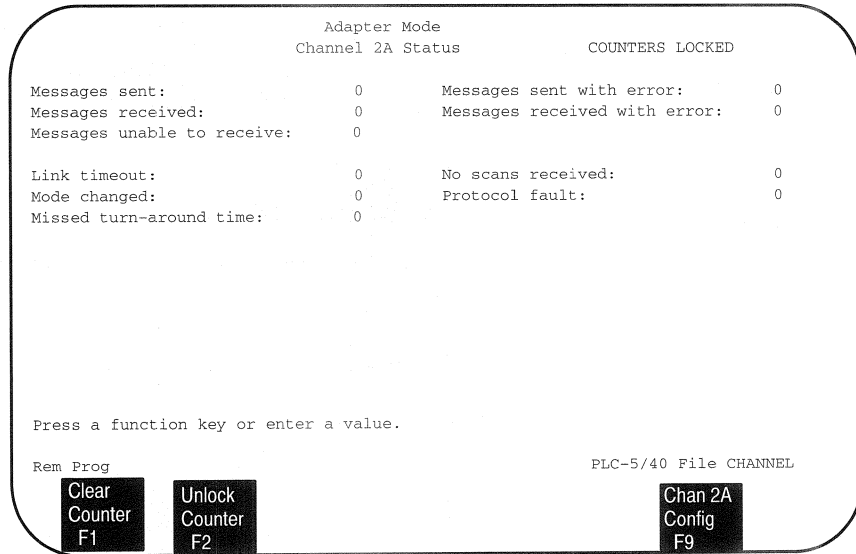 Adapter Mode
Channel 2A Status COUNTERS LOCKED
Messages sent: 0 Messages sent with error: 0
Messages received: 0 Messages received with error: 0
Messages unable to receive: 0
Link timeout: 0 No scans received: 0
Mode changed: 0 Protocol fault: 0
Missed turn-around time: 0
Press a function key or enter a value.
Rem Prog PLC-5/40 File CHANNEL
Clear
Counter
F1
Unlock
Counter
F2
Chan 2A
Config
F9